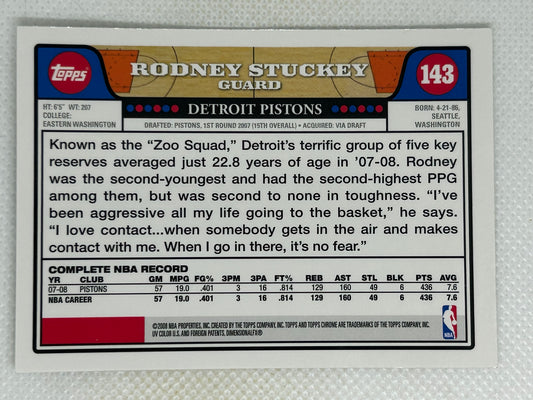 Topps
RODNEY STUCKEY
GUARD
143
HT: 6'5" WT: 207
COLLEGE:
EASTERN WASHINGTON
DETROIT PISTONS
BORN: 4-21-86,
SEATTLE,
WASHINGTON
DRAFTED: PISTONS, 1ST ROUND 2007 (15TH OVERALL) • ACQUIRED: VIA DRAFT
Known as the “Zoo Squad,” Detroit’s terrific group of five key
reserves averaged just 22.8 years of age in ’07-08. Rodney
was the second-youngest and had the second-highest PPG
among them, but was second to none in toughness. “I’ve
been aggressive all my life going to the basket,” he says.
“I love contact...when somebody gets in the air and makes
contact with me. When I go in there, it’s no fear.”
COMPLETE NBA RECORD
YR CLUB GM MPG FG% 3PM 3PA FT% REB AST STL BLK PTS AVG
07-08 PISTONS 57 19.0 .401 3 16 .814 129 160 49 6 436 7.6
NBA CAREER 57 19.0 .401 3 16 .814 129 160 49 6 436 7.6
©2008 NBA PROPERTIES, INC. CREATED BY THE TOPPS COMPANY, INC. TOPPS AND TOPPS CHROME ARE TRADEMARKS OF THE TOPPS COMPANY, INC.
UV COLOR U.S. AND FOREIGN PATENTS, DIMENSIONALFX®
NBA